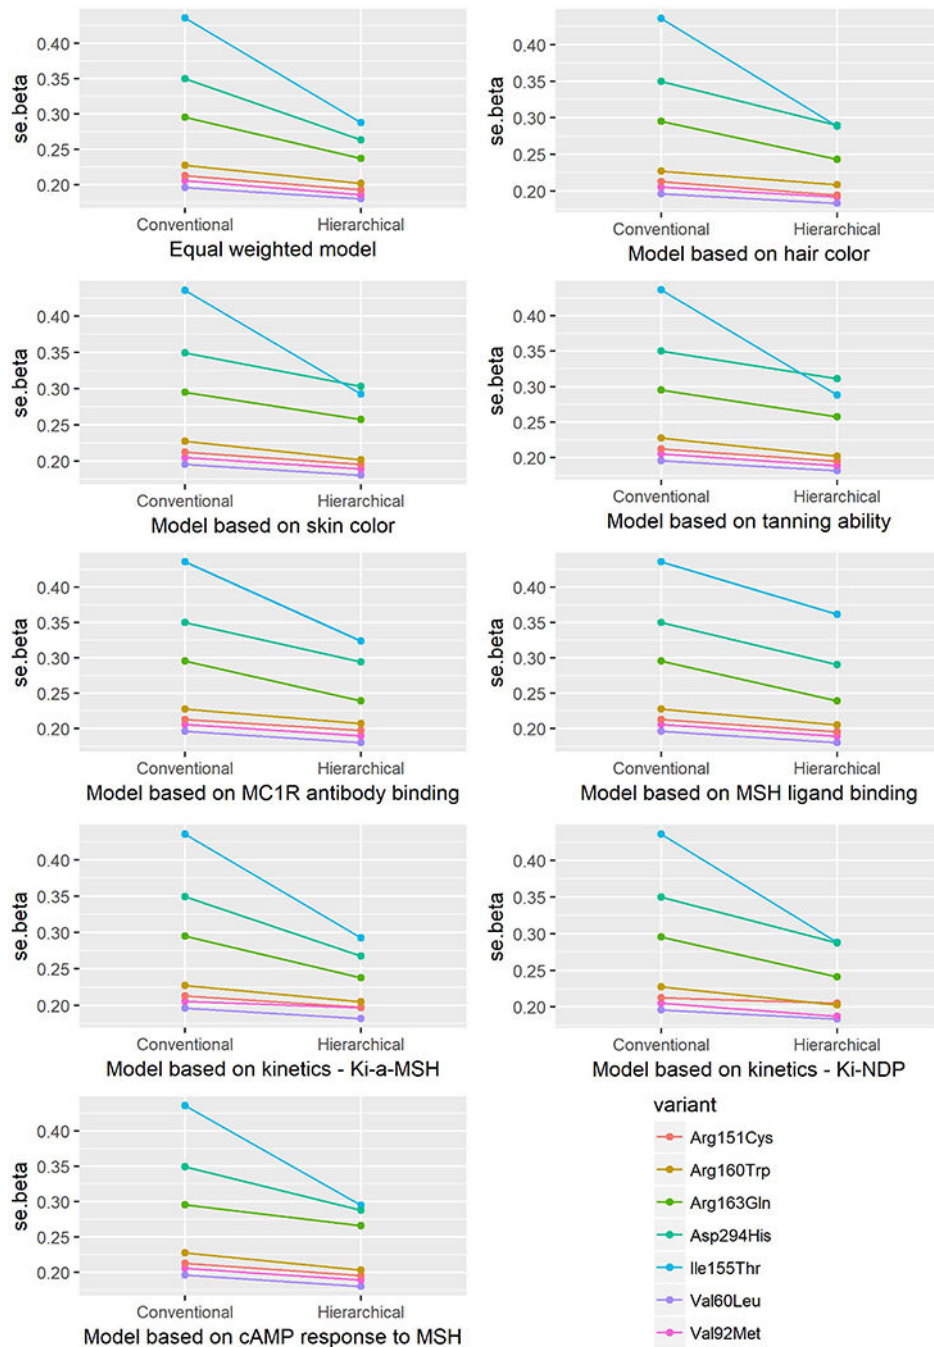 se.beta
0.40
0.35
0.30
0.25
0.20
Conventional Hierarchical
Equal weighted model
se.beta
0.40
0.35
0.30
0.25
0.20
Conventional Hierarchical
Model based on hair color
se.beta
0.40
0.35
0.30
0.25
0.20
Conventional Hierarchical
Model based on skin color
se.beta
0.40
0.35
0.30
0.25
0.20
Conventional Hierarchical
Model based on tanning ability
se.beta
0.40
0.35
0.30
0.25
0.20
Conventional Hierarchical
Model based on MC1R antibody binding
se.beta
0.40
0.35
0.30
0.25
0.20
Conventional Hierarchical
Model based on MSH ligand binding
se.beta
0.40
0.35
0.30
0.25
0.20
Conventional Hierarchical
Model based on kinetics - Ki-a-MSH
se.beta
0.40
0.35
0.30
0.25
0.20
Conventional Hierarchical
Model based on kinetics - Ki-NDP
se.beta
0.40
0.35
0.30
0.25
0.20
Conventional Hierarchical
Model based on cAMP response to MSH
variant
Arg151Cys
Arg160Trp
Arg163Gln
Asp294His
Ile155Thr
Val60Leu
Val92Met